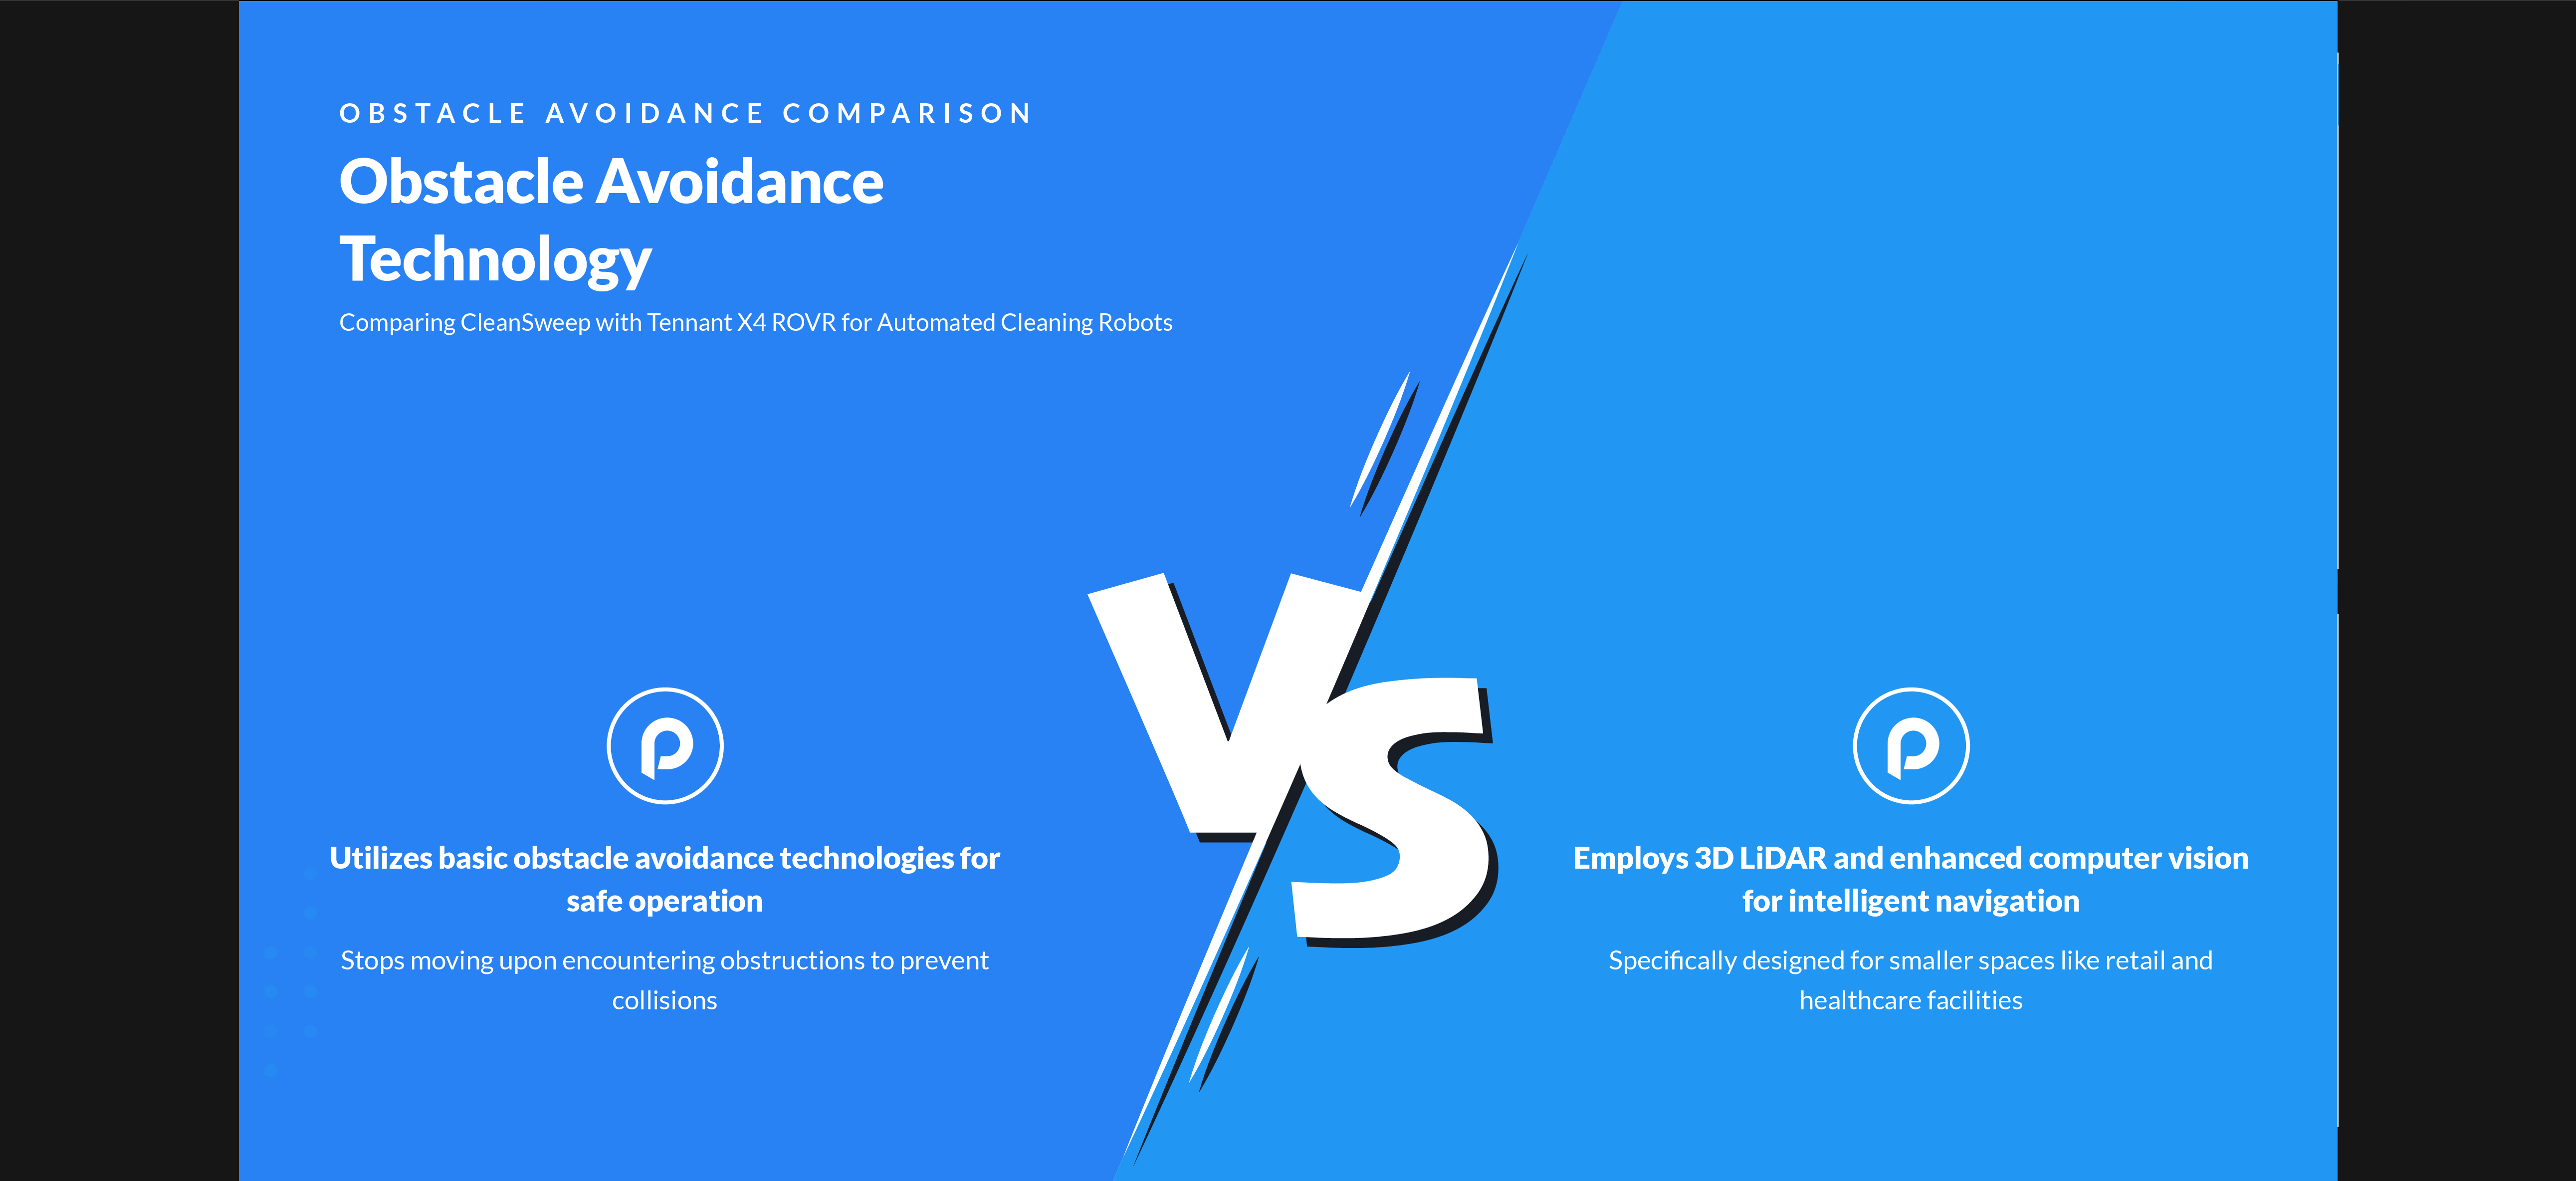 OBSTACLE AVOIDANCE COMPARISON
Obstacle Avoidance
Technology
Comparing CleanSweep with Tennant X4 ROVR for Automated Cleaning Robots
VS
Utilizes basic obstacle avoidance technologies for
safe operation
Stops moving upon encountering obstructions to prevent
collisions
Employs 3D LiDAR and enhanced computer vision
for intelligent navigation
Specifically designed for smaller spaces like retail and
healthcare facilities